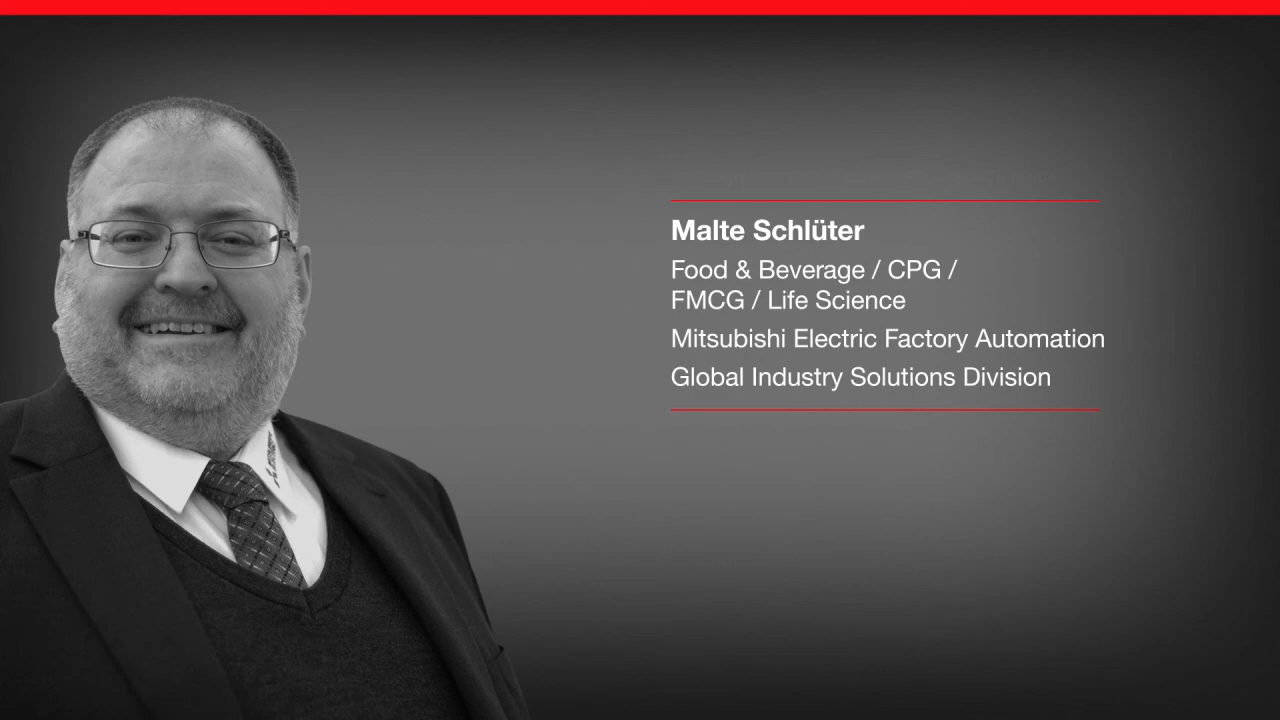 Malte Schlüter
Food & Beverage / CPG /
FMCG / Life Science
Mitsubishi Electric Factory Automation
Global Industry Solutions Division